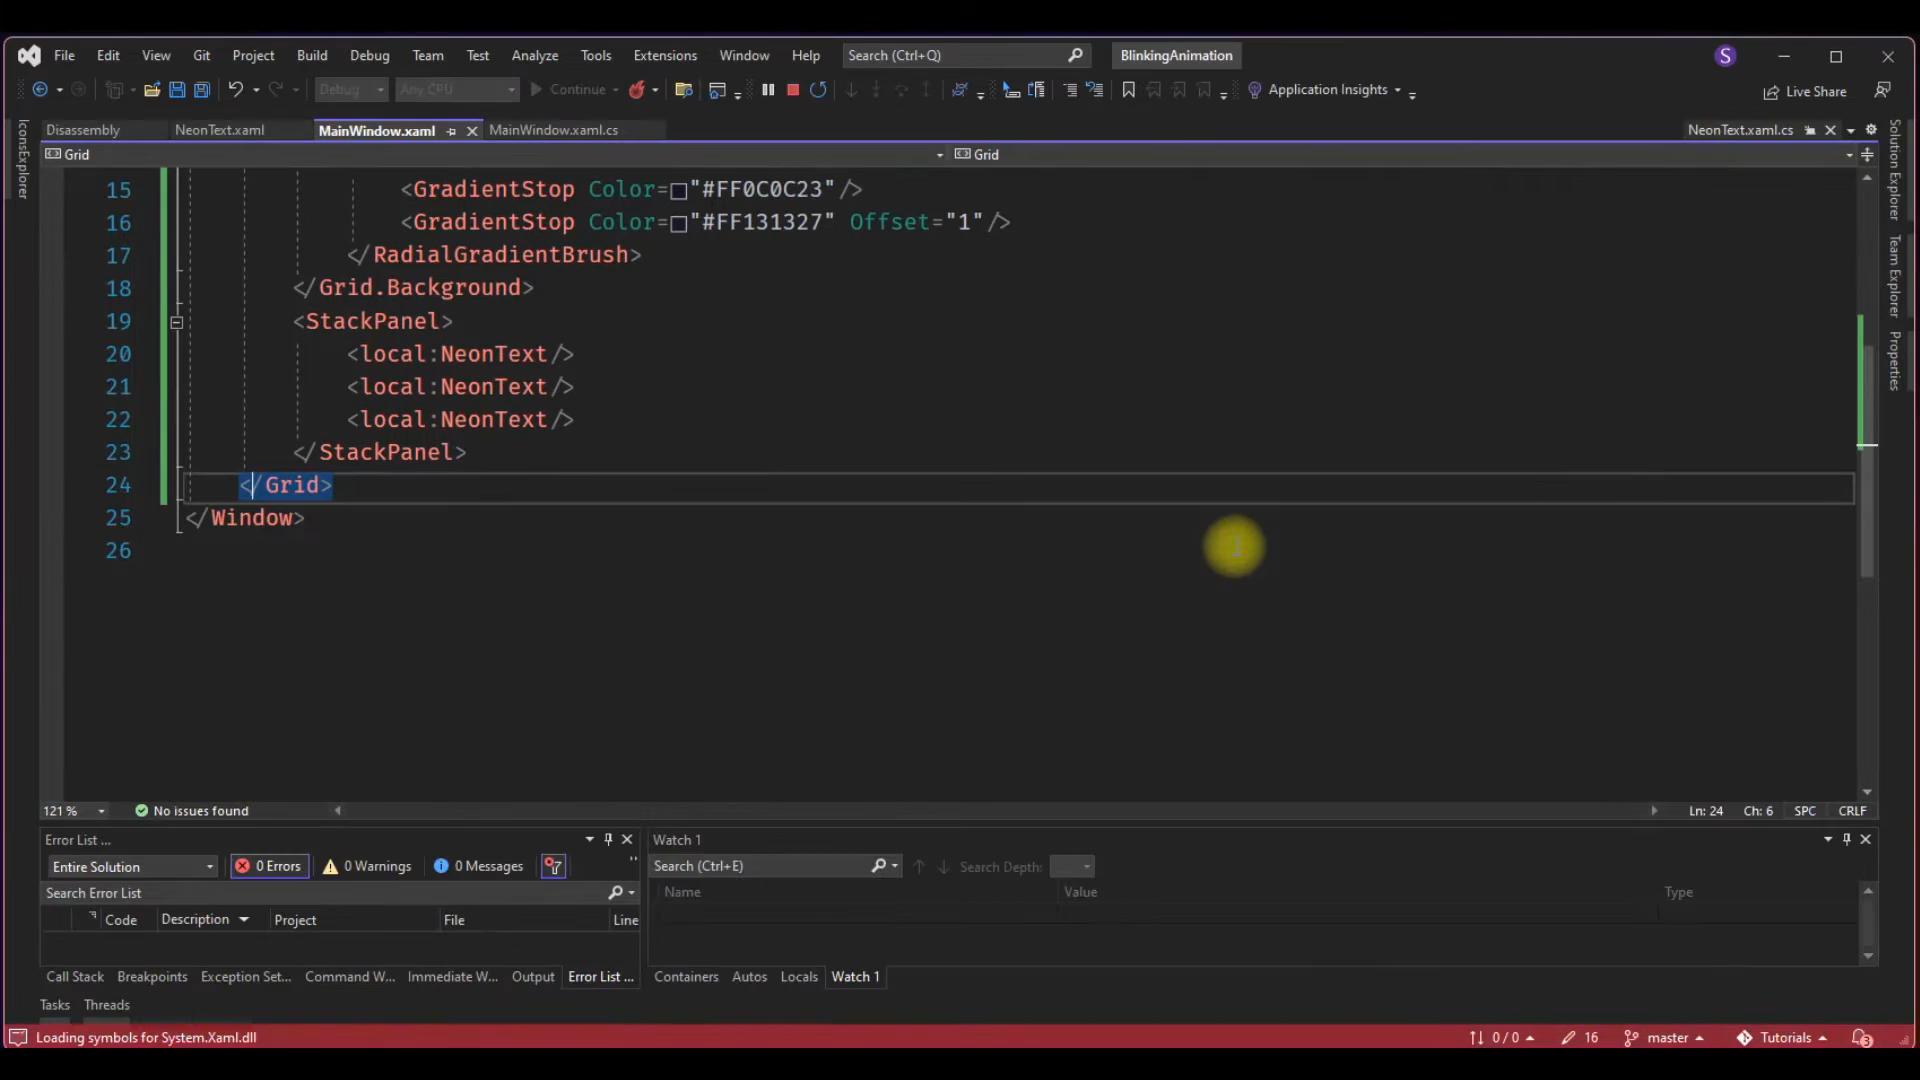 File Edit View Git Project Build Debug Team Test Analyze Tools Extensions Window Help Search (Ctrl+Q) BlinkingAnimation S
Debug Any CPU Continue Application Insights Live Share
Disassembly NeonText.xaml MainWindow.xaml MainWindow.xaml.cs NeonText.xaml.cs
Grid Grid
IconsExplorer
Solution Explorer
Team Explorer
Properties
15 <GradientStop Color="#FF0C0C23"/>
16 <GradientStop Color="#FF131327" Offset="1"/>
17 </RadialGradientBrush>
18 </Grid.Background>
19 <StackPanel>
20 <local:NeonText/>
21 <local:NeonText/>
22 <local:NeonText/>
23 </StackPanel>
24 </Grid>
25 </Window>
26
121 % No issues found Ln: 24 Ch: 6 SPC CRLF
Error List ... Watch 1
Entire Solution 0 Errors 0 Warnings 0 Messages Search (Ctrl+E) Search Depth:
Search Error List Name Value Type
Code Description Project File Line
Call Stack Breakpoints Exception Set... Command W... Immediate W... Output Error List ... Containers Autos Locals Watch 1
Tasks Threads
Loading symbols for System.Xaml.dll 0 / 0 16 master Tutorials 3